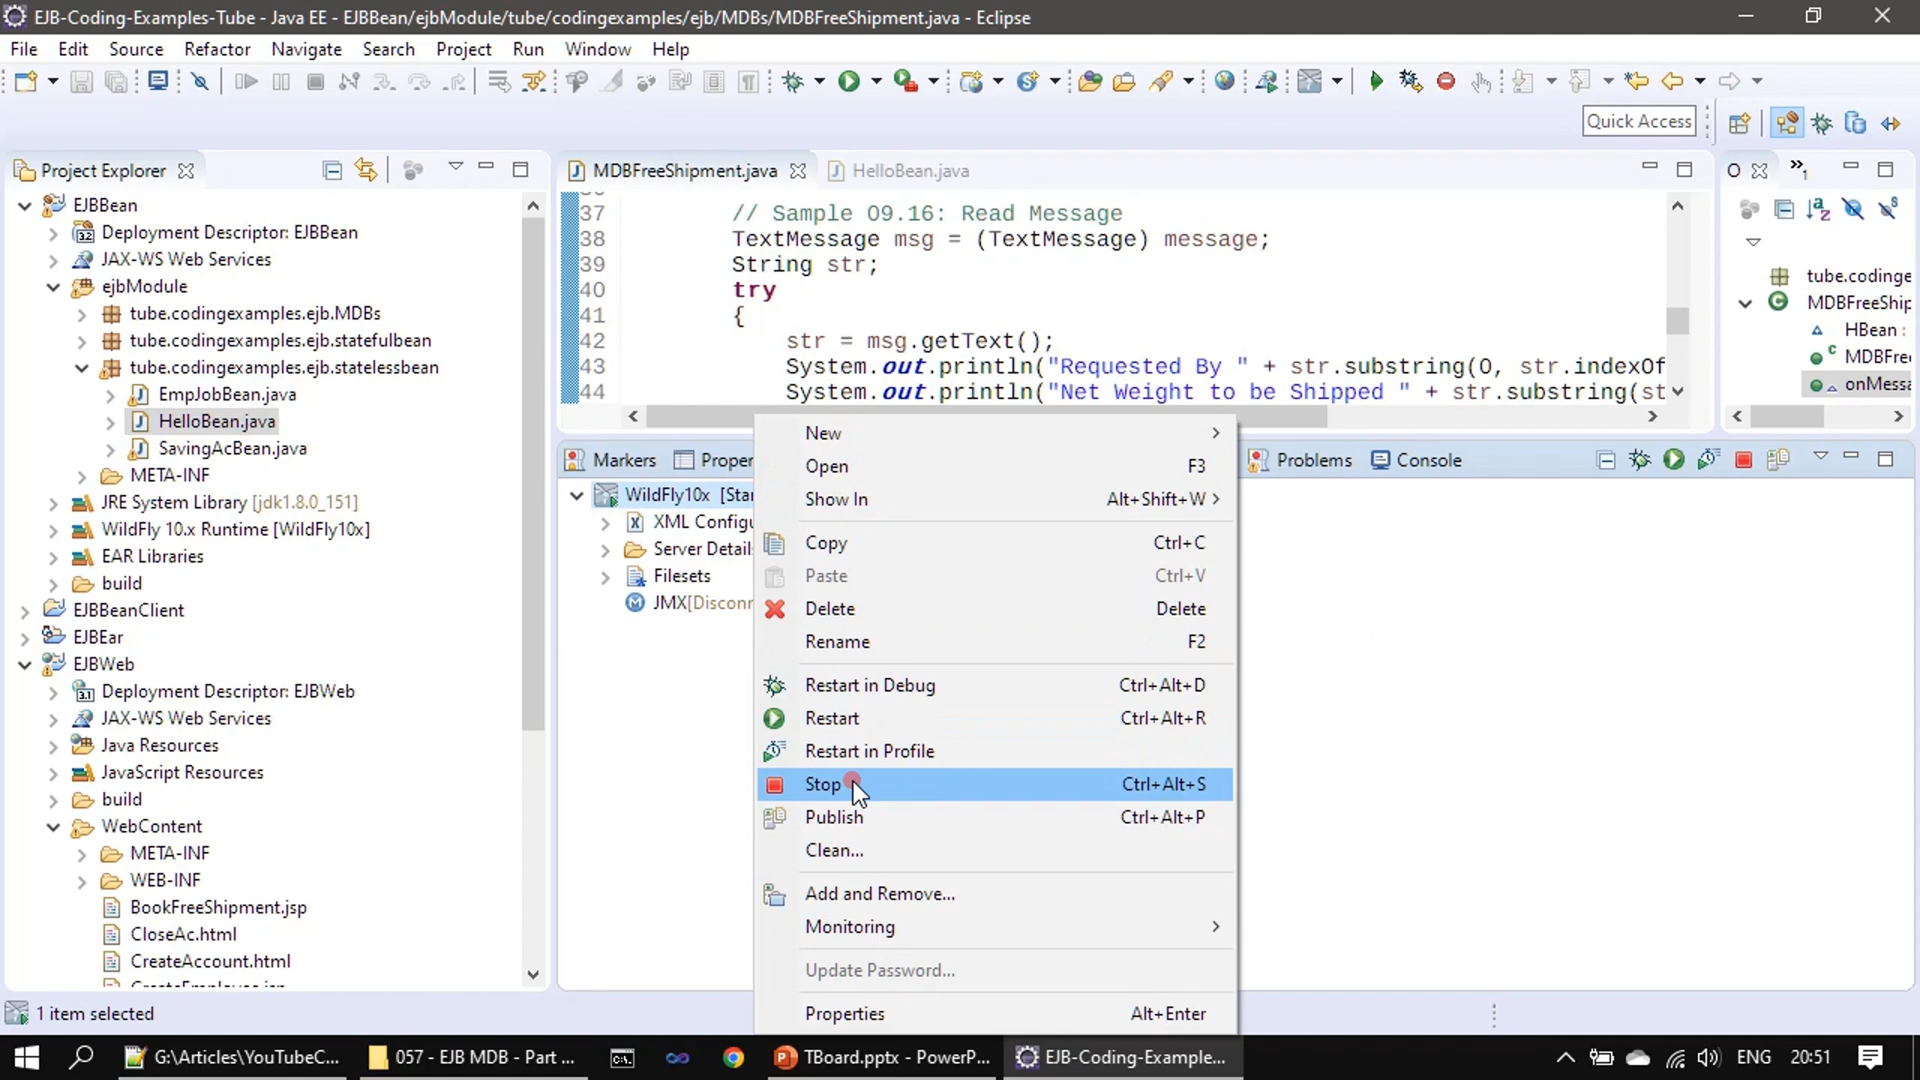 EJB-Coding-Examples-Tube - Java EE - EJBBean/ejbModule/tube/codingexamples/ejb/MDBs/MDBFreeShipment.java - Eclipse
File Edit Source Refactor Navigate Search Project Run Window Help
Quick Access
Project Explorer
EJBBean
Deployment Descriptor: EJBBean
JAX-WS Web Services
ejbModule
tube.codingexamples.ejb.MDBs
tube.codingexamples.ejb.statefulbean
tube.codingexamples.ejb.statelessbean
EmpJobBean.java
HelloBean.java
SavingAcBean.java
META-INF
JRE System Library [jdk1.8.0_151]
WildFly 10.x Runtime [WildFly10x]
EAR Libraries
build
EJBBeanClient
EJBEar
EJBWeb
Deployment Descriptor: EJBWeb
JAX-WS Web Services
Java Resources
JavaScript Resources
build
WebContent
META-INF
WEB-INF
BookFreeShipment.jsp
CloseAc.html
CreateAccount.html
MDBFreeShipment.java HelloBean.java
37 // Sample 09.16: Read Message
38 TextMessage msg = (TextMessage) message;
39 String str;
40 try
41 {
42 str = msg.getText();
43 System.out.println("Requested By " + str.substring(0, str.indexOf
44 System.out.println("Net Weight to be Shipped " + str.substring(st
O
1
tube.codinge
MDBFreeShip
HBean :
MDBFre
onMessa
Markers Proper Problems Console
WildFly10x [Star
XML Configu
Server Detail
Filesets
JMX[Disconn
New
Open F3
Show In Alt+Shift+W
Copy Ctrl+C
Paste Ctrl+V
Delete Delete
Rename F2
Restart in Debug Ctrl+Alt+D
Restart Ctrl+Alt+R
Restart in Profile
Stop Ctrl+Alt+S
Publish Ctrl+Alt+P
Clean...
Add and Remove...
Monitoring
Update Password...
Properties Alt+Enter
1 item selected
G:\Articles\YouTubeC... 057 - EJB MDB - Part ... TBoard.pptx - PowerP... EJB-Coding-Example... ENG 20:51